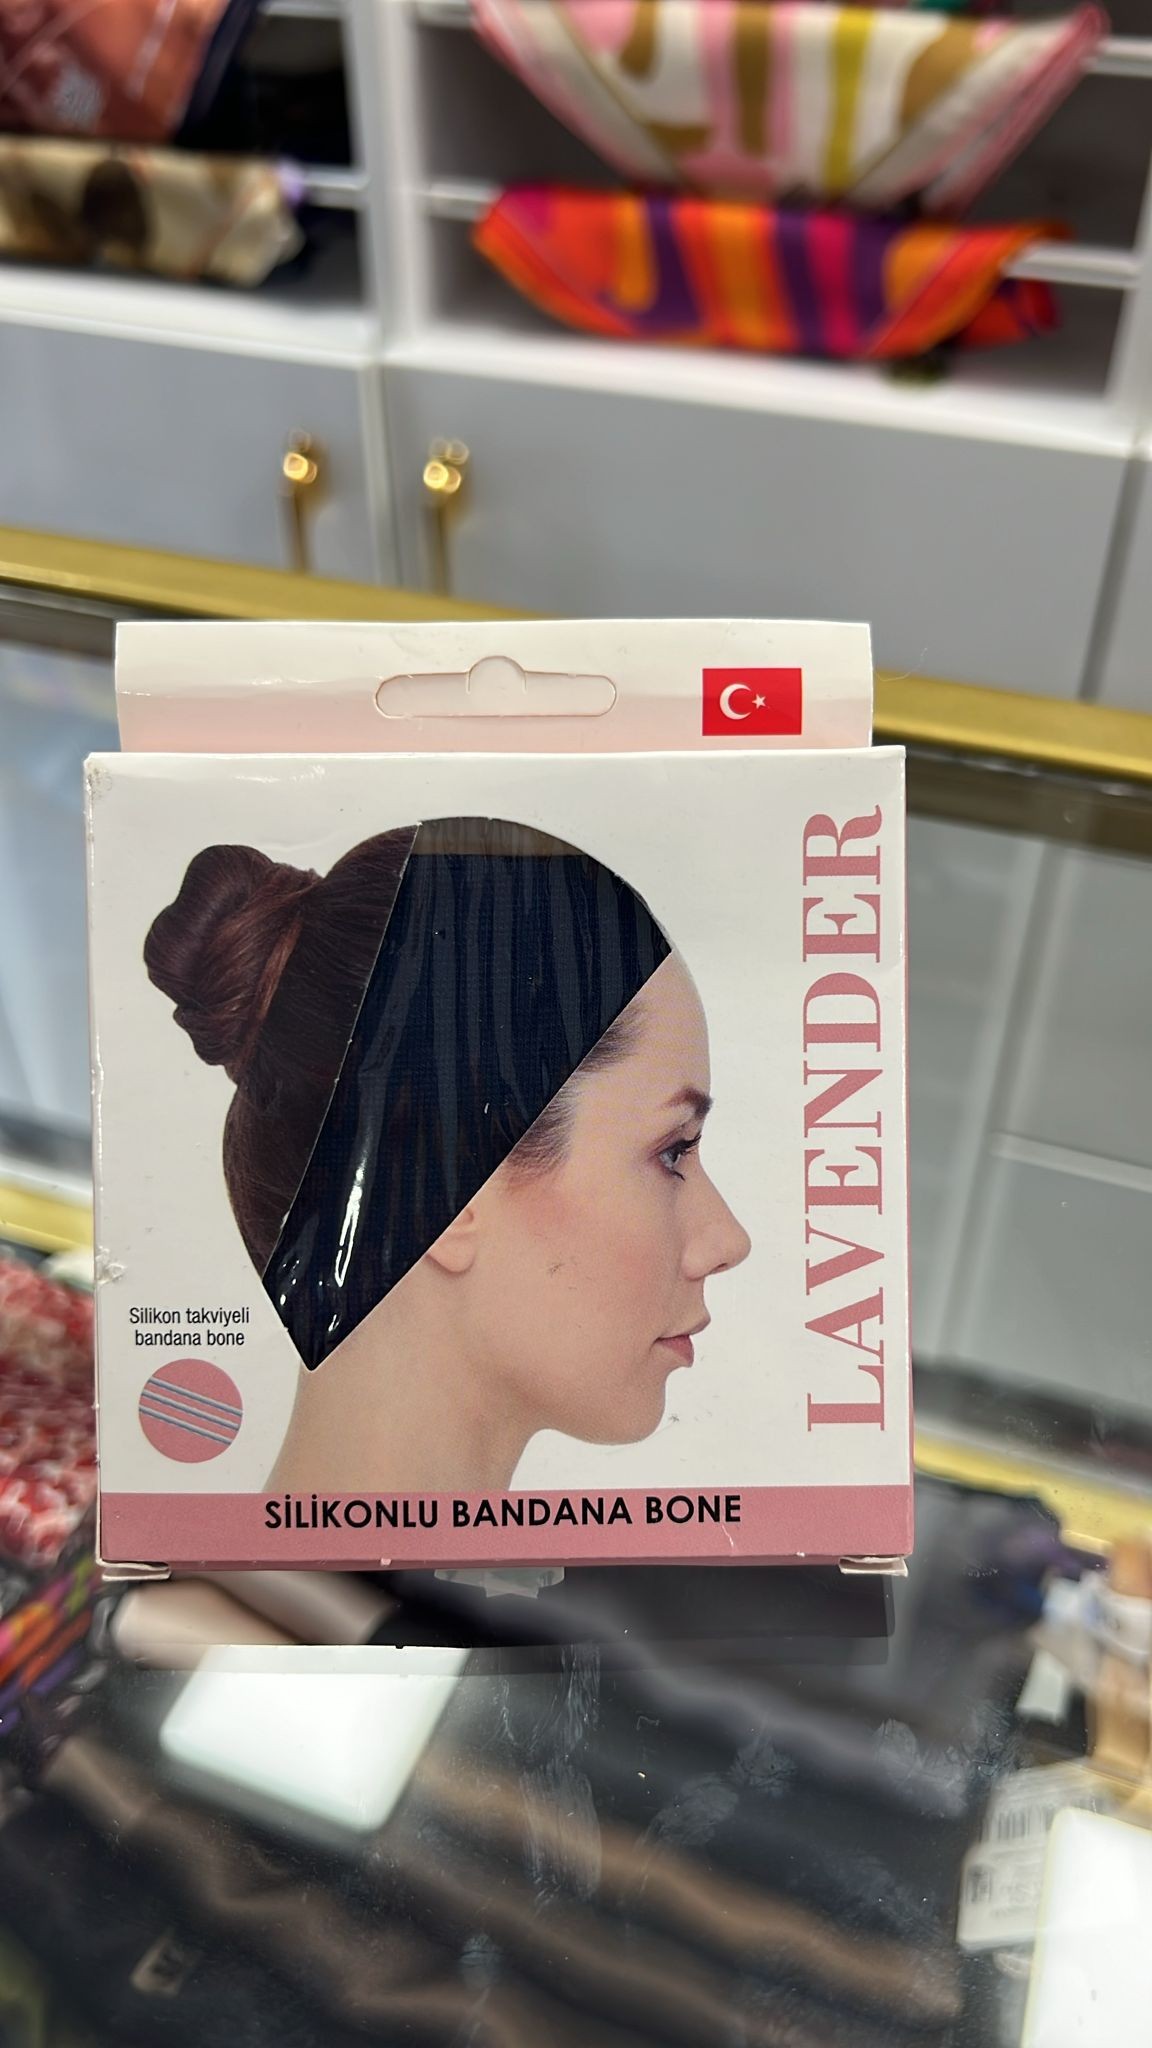 LAVENDER
Silikon takviyeli
bandana bone
SİLİKONLU BANDANA BONE